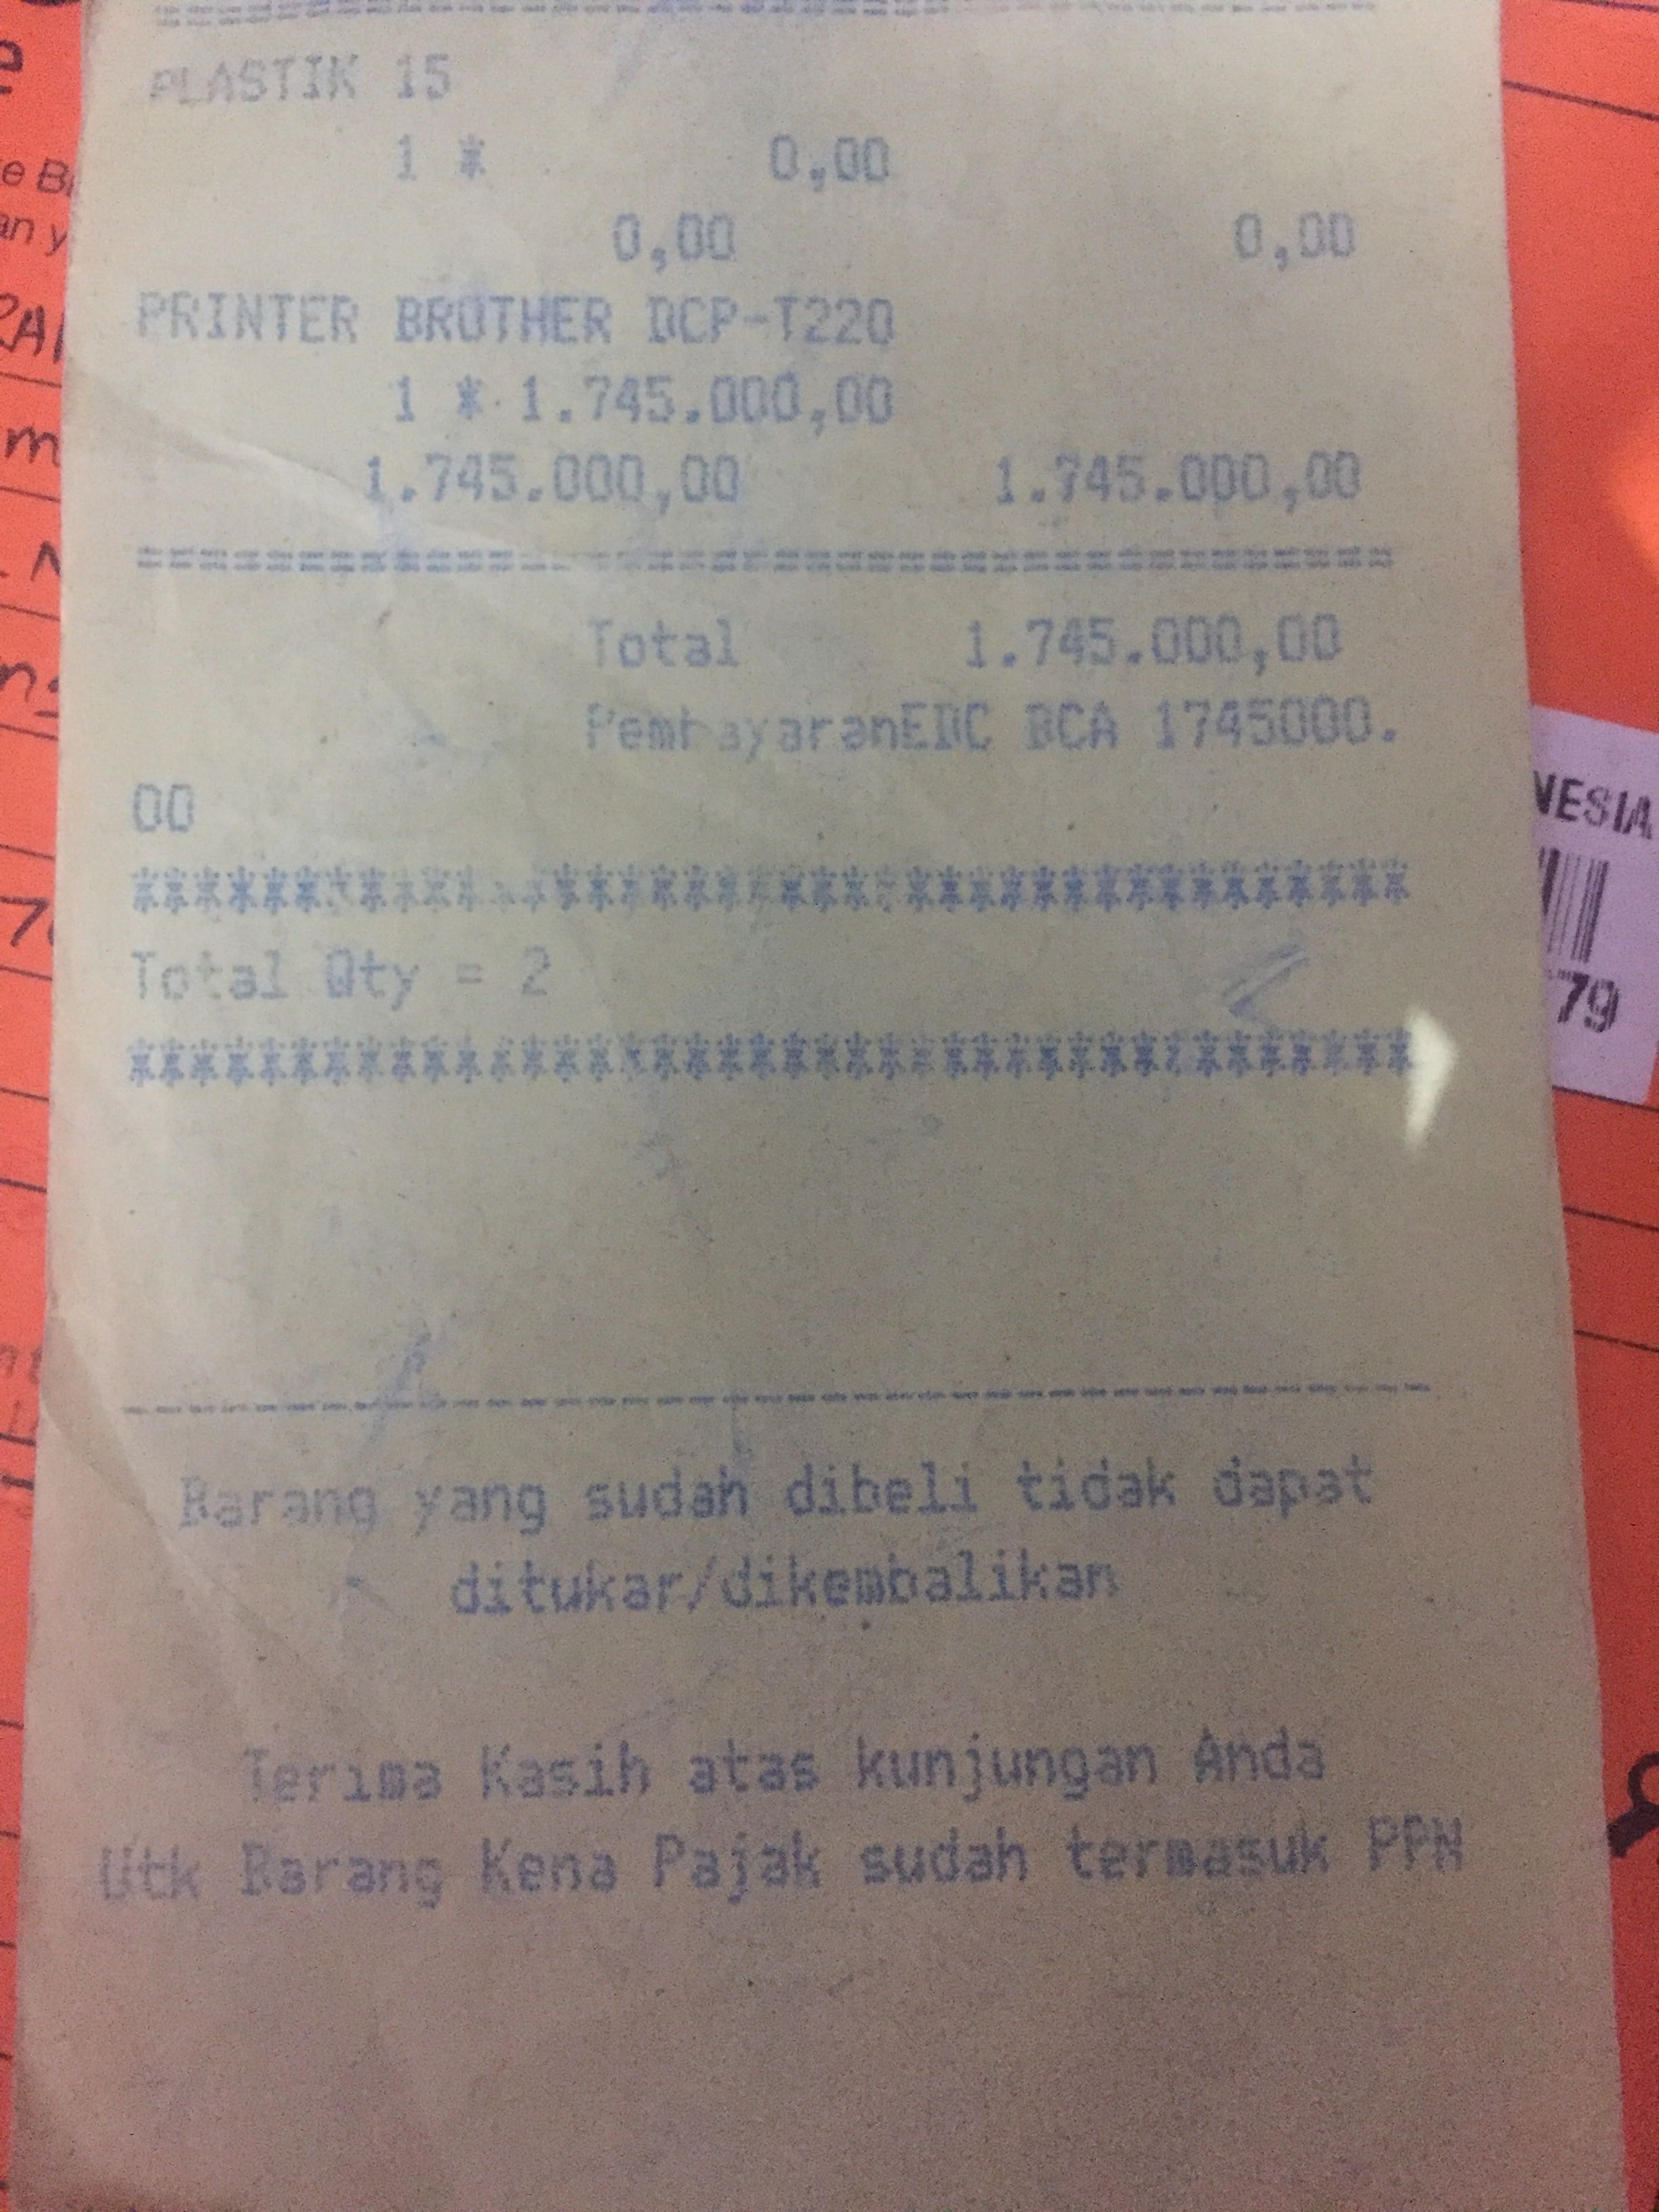 ================================
PLASTIK 15
1 * 0,00
0,00 0,00
PRINTER BROTHER DCP-T220
1 * 1.745.000,00
1.745.000,00 1.745.000,00
=======================================
Total 1.745.000,00
PembayaranEDC BCA 1745000.
00
****************************************
Total Qty = 2
****************************************
----------------------------------------
Barang yang sudah dibeli tidak dapat
ditukar/dikembalikan
Terima Kasih atas kunjungan Anda
Utk Barang Kena Pajak sudah termasuk PPN
NESIA
79